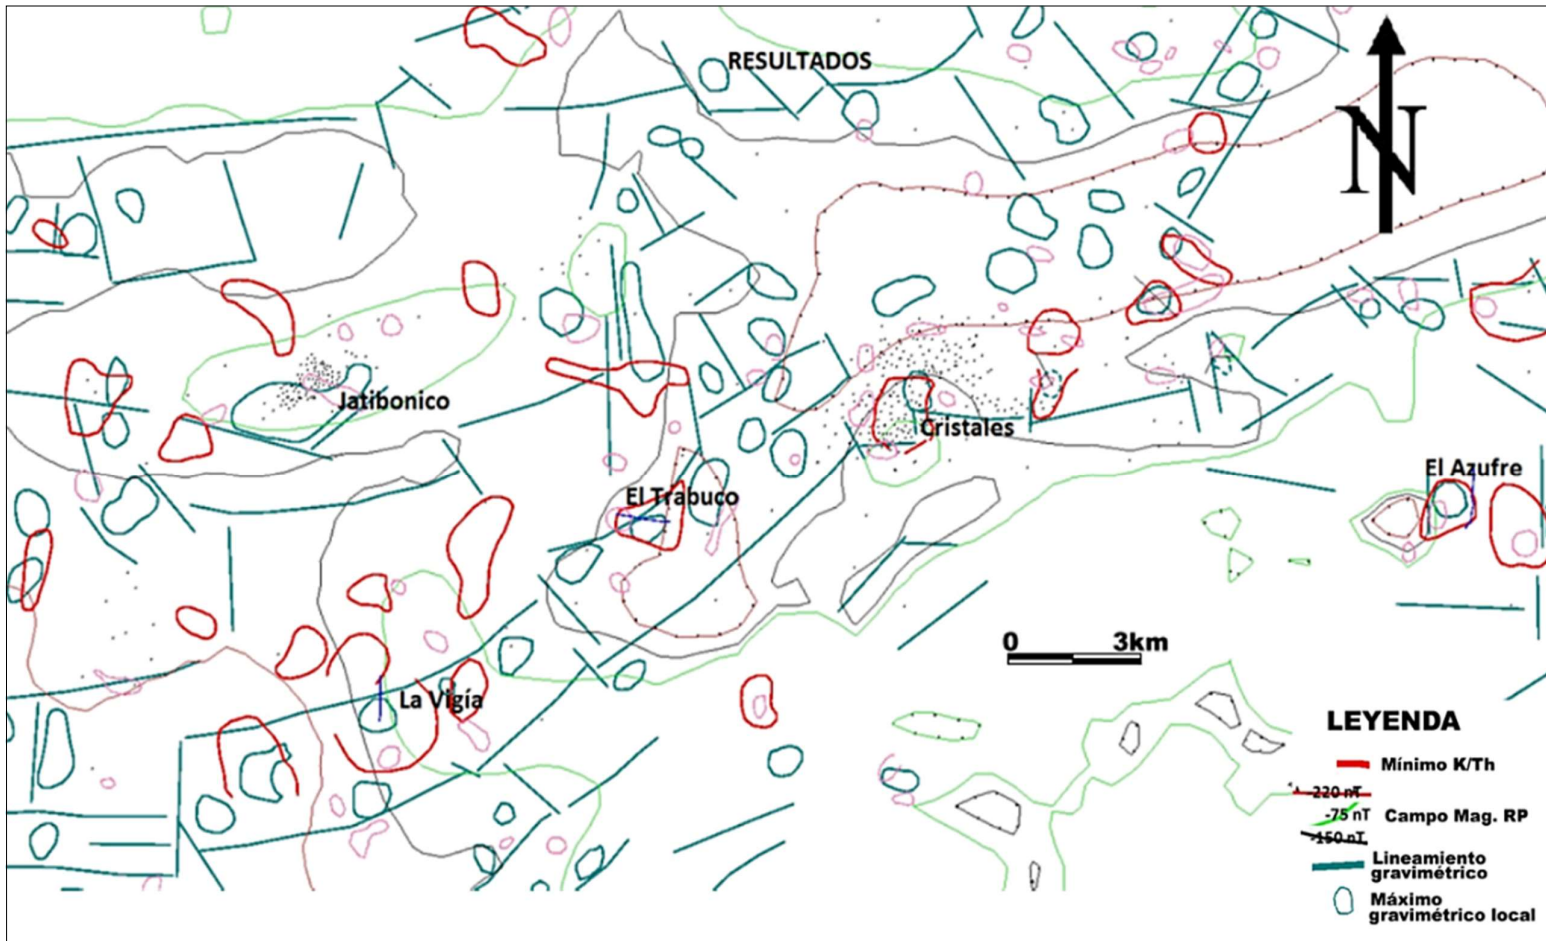 RESULTADOS
N
Jatibonico
Cristales
El Azufre
El Trabuco
0 3km
La Vigía
LEYENDA
Mínimo K/Th
-220 nT
-75 nT Campo Mag. RP
-150 nT
Lineamiento
gravimétrico
Máximo
gravimétrico local